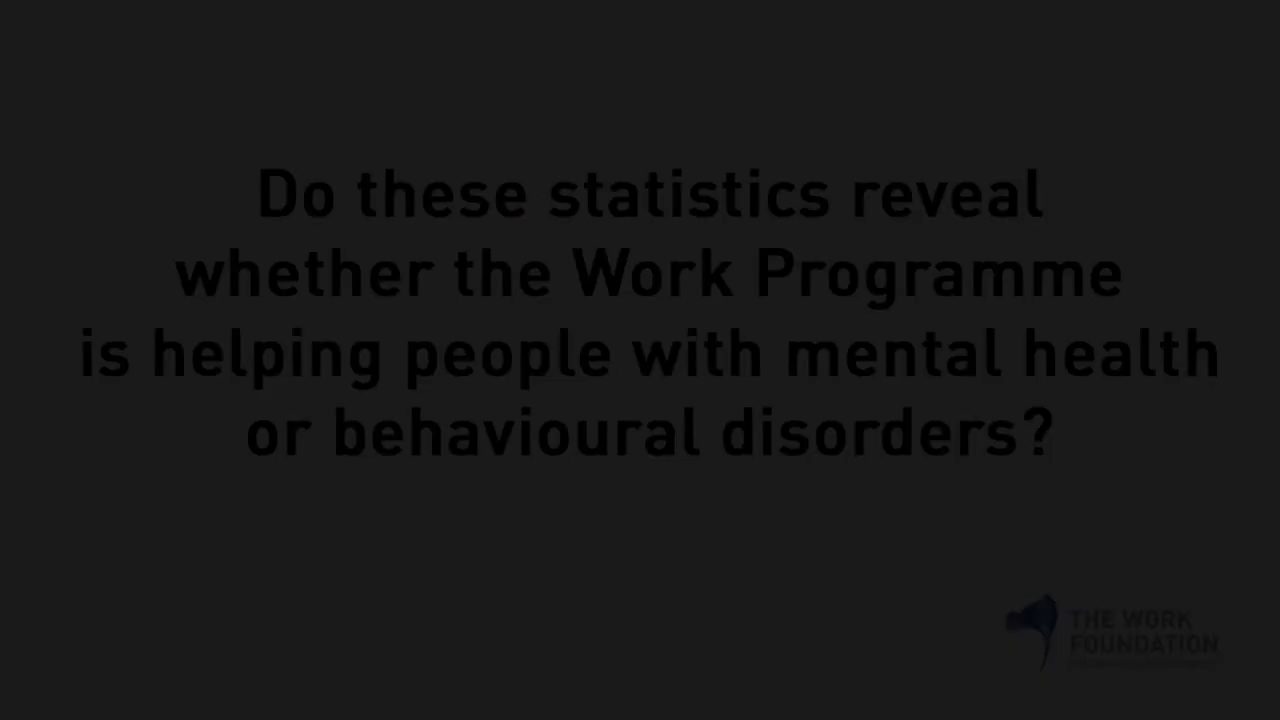 Do these statistics reveal
whether the Work Programme
is helping people with mental health
or behavioural disorders?
THE WORK
FOUNDATION